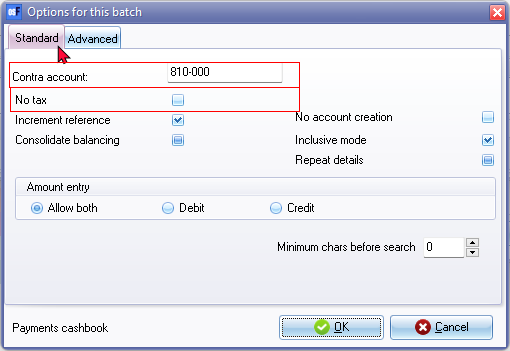 Options for this batch
Standard
Advanced
Contra account: 810-000
No tax
Increment reference
No account creation
Consolidate balancing
Inclusive mode
Repeat details
Amount entry
Allow both
Debit
Credit
Minimum chars before search 0
Payments cashbook
OK
Cancel